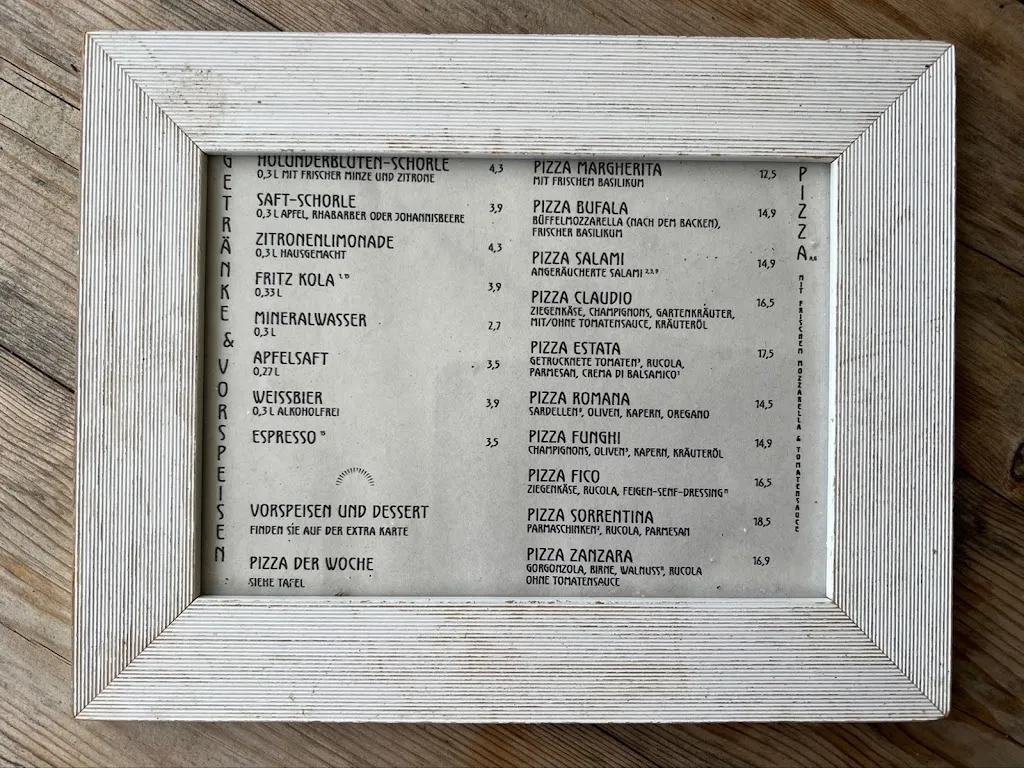 GETRÄNKE & VORSPEISEN
HOLUNDERBLÜTEN-SCHORLE 4,3
0,3 L MIT FRISCHER MINZE UND ZITRONE
SAFT-SCHORLE 3,9
0,3 L APFEL, RHABARBER ODER JOHANNISBEERE
ZITRONENLIMONADE 4,3
0,3 L HAUSGEMACHT
FRITZ KOLA 3,9
0,33 L
MINERALWASSER 2,7
0,3 L
APFELSAFT 3,5
0,27 L
WEISSBIER 3,9
0,3 L ALKOHOLFREI
ESPRESSO 3,5
VORSPEISEN UND DESSERT
FINDEN SIE AUF DER EXTRA KARTE
PIZZA DER WOCHE
SIEHE TAFEL
PIZZA MARGHERITA 12,5
MIT FRISCHEM BASILIKUM
PIZZA BUFALA 14,9
BÜFFELMOZZARELLA (NACH DEM BACKEN),
FRISCHER BASILIKUM
PIZZA SALAMI 14,9
ANGERÄUCHERTE SALAMI
PIZZA CLAUDIO 16,5
ZIEGENKÄSE, CHAMPIGNONS, GARTENKRÄUTER,
MIT/OHNE TOMATENSAUCE, KRÄUTERÖL
PIZZA ESTATA 17,5
GETROCKNETE TOMATEN, RUCOLA,
PARMESAN, CREMA DI BALSAMICO
PIZZA ROMANA 14,5
SARDELLEN, OLIVEN, KAPERN, OREGANO
PIZZA FUNGHI 14,9
CHAMPIGNONS, OLIVEN, KAPERN, KRÄUTERÖL
PIZZA FICO 16,5
ZIEGENKÄSE, RUCOLA, FEIGEN-SENF-DRESSING
PIZZA SORRENTINA 18,5
PARMASCHINKEN, RUCOLA, PARMESAN
PIZZA ZANZARA 16,9
GORGONZOLA, BIRNE, WALNUSS, RUCOLA
OHNE TOMATENSAUCE
PIZZA
MIT FRISCHEM MOZZARELLA & TOMATENSAUCE